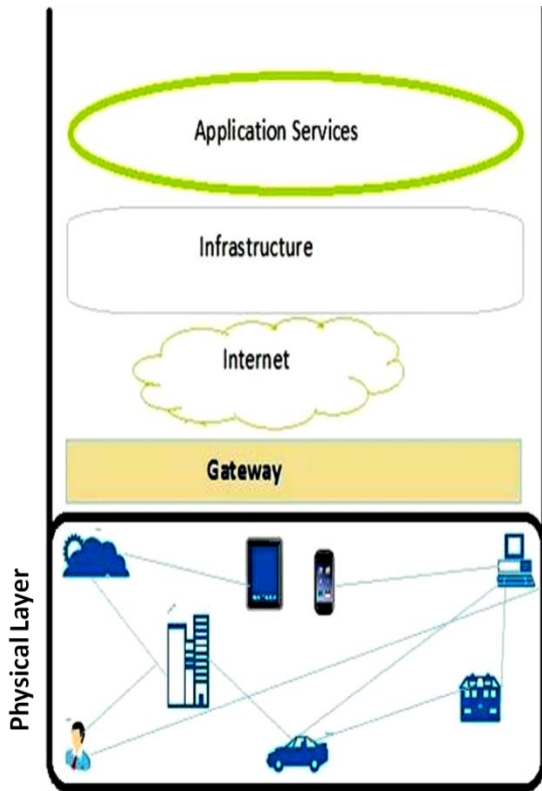 Application Services
Infrastructure
Internet
Gateway
Physical Layer